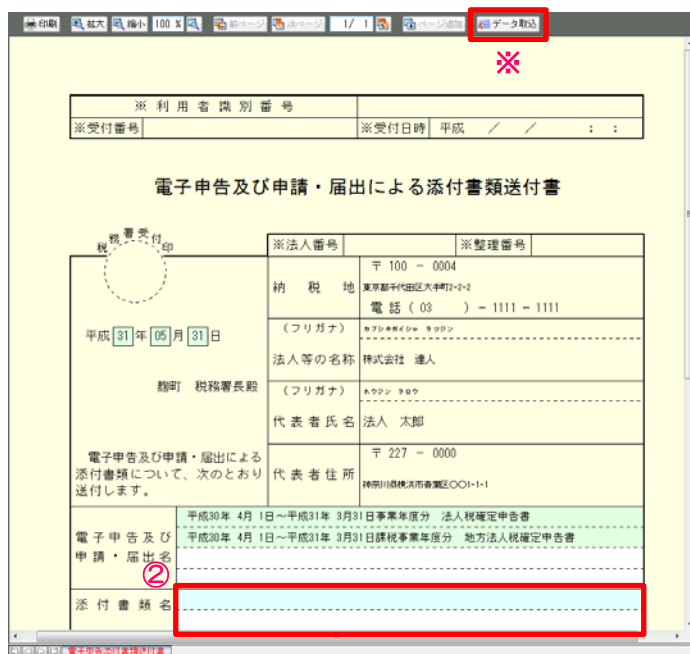 印刷 拡大 縮小 100 % 前ページ 次ページ 1/ 1 ページ追加 データ取込
※
※ 利 用 者 識 別 番 号
※受付番号 ※受付日時 平成 / / : :
電子申告及び申請・届出による添付書類送付書
税務署受付印
※法人番号 ※整理番号
納 税 地 〒 100 - 0004
東京都千代田区大手町2-2-2
電話 ( 03 ) - 1111 - 1111
平成 31 年 05 月 31 日
(フリガナ)
法人等の名称 株式会社 達人
麹町 税務署長殿
(フリガナ) ホウジン タロウ
代表者氏名 法人 太郎
電子申告及び申請・届出による
添付書類について、次のとおり
送付します。
代表者住所 〒 227 - 0000
神奈川県横浜市青葉区〇〇1-1-1
電子申告及び
申請・届出名
平成30年 4月 1日~平成31年 3月31日事業年度分 法人税確定申告書
平成30年 4月 1日~平成31年 3月31日課税事業年度分 地方法人税確定申告書
②
添 付 書 類 名
電子申告添付書類送付書